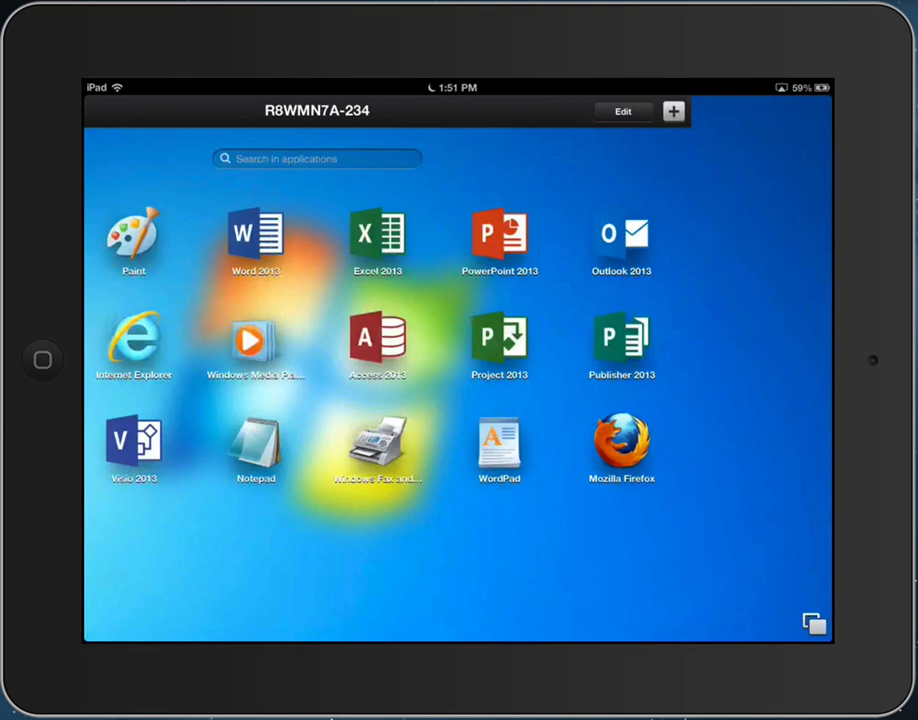 iPad
1:51 PM
59%
R8WMN7A-234
Edit
Search in applications
Paint
Word 2013
Excel 2013
PowerPoint 2013
Outlook 2013
Internet Explorer
Windows Media Pla...
Access 2013
Project 2013
Publisher 2013
Visio 2013
Notepad
Windows Fax and...
WordPad
Mozilla Firefox